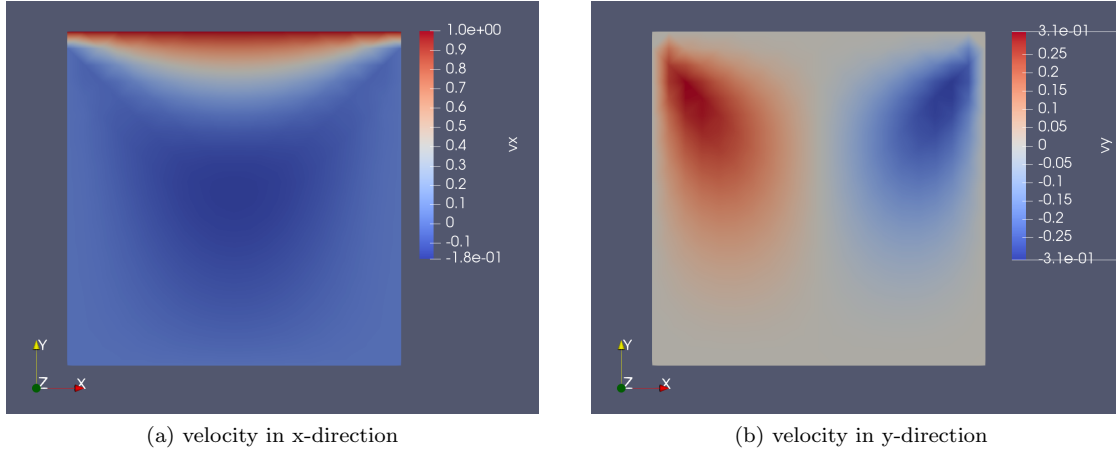 1.0e+00
0.9
0.8
0.7
0.6
0.5
0.4
0.3
0.2
0.1
0
-0.1
-1.8e-01
vx
Y
Z
X
3.1e-01
0.25
0.2
0.15
0.1
0.05
0
-0.05
-0.1
-0.15
-0.2
-0.25
-3.1e-01
vy
Y
Z
X
(a) velocity in x-direction
(b) velocity in y-direction